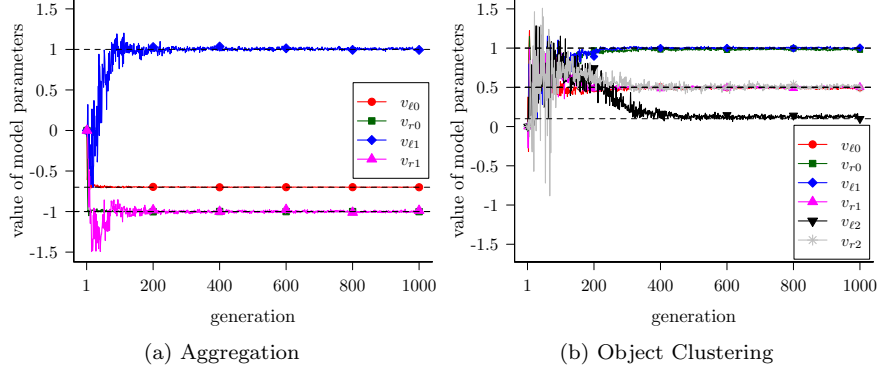 value of model parameters
1.5
1
0.5
0
-0.5
-1
-1.5
1 200 400 600 800 1000
generation
vℓ0
vr0
vℓ1
vr1
(a) Aggregation
value of model parameters
1.5
1
0.5
0
-0.5
-1
-1.5
1 200 400 600 800 1000
generation
vℓ0
vr0
vℓ1
vr1
vℓ2
vr2
(b) Object Clustering